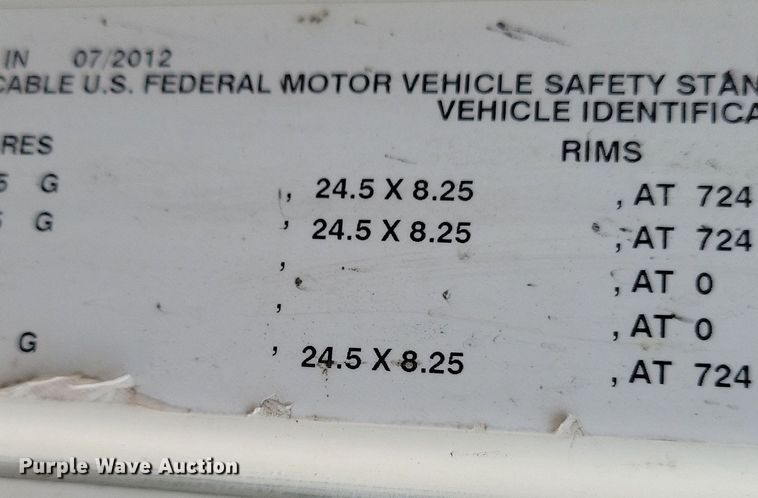 IN 07/2012
CABLE U.S. FEDERAL MOTOR VEHICLE SAFETY STAN
VEHICLE IDENTIFICA
RES RIMS
5 G , 24.5 X 8.25 , AT 724
G , 24.5 X 8.25 , AT 724
, , AT 0
, , AT 0
G , 24.5 X 8.25 , AT 724
Purple Wave Auction